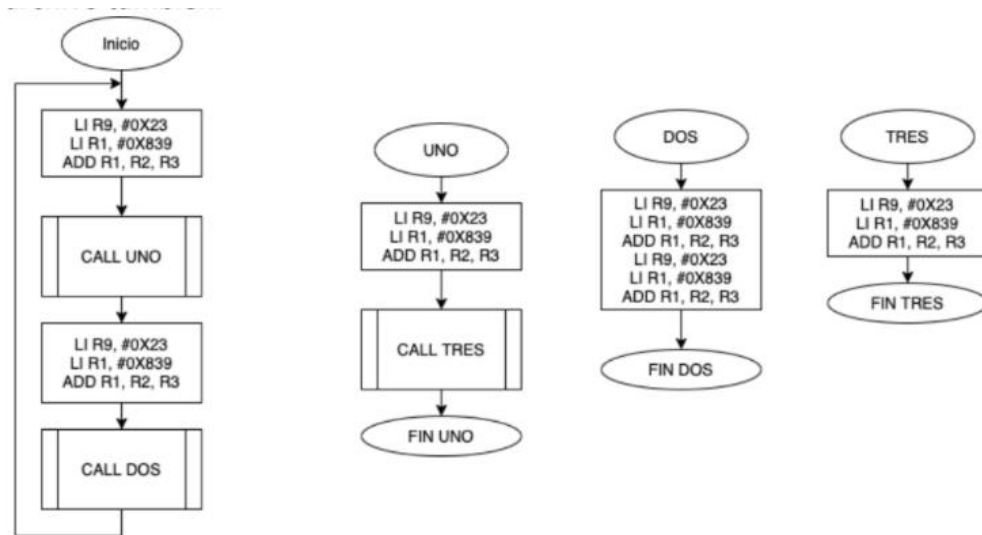 Inicio
LI R9, #0X23
LI R1, #0X839
ADD R1, R2, R3
CALL UNO
LI R9, #0X23
LI R1, #0X839
ADD R1, R2, R3
CALL DOS
UNO
LI R9, #0X23
LI R1, #0X839
ADD R1, R2, R3
CALL TRES
FIN UNO
DOS
LI R9, #0X23
LI R1, #0X839
ADD R1, R2, R3
LI R9, #0X23
LI R1, #0X839
ADD R1, R2, R3
FIN DOS
TRES
LI R9, #0X23
LI R1, #0X839
ADD R1, R2, R3
FIN TRES